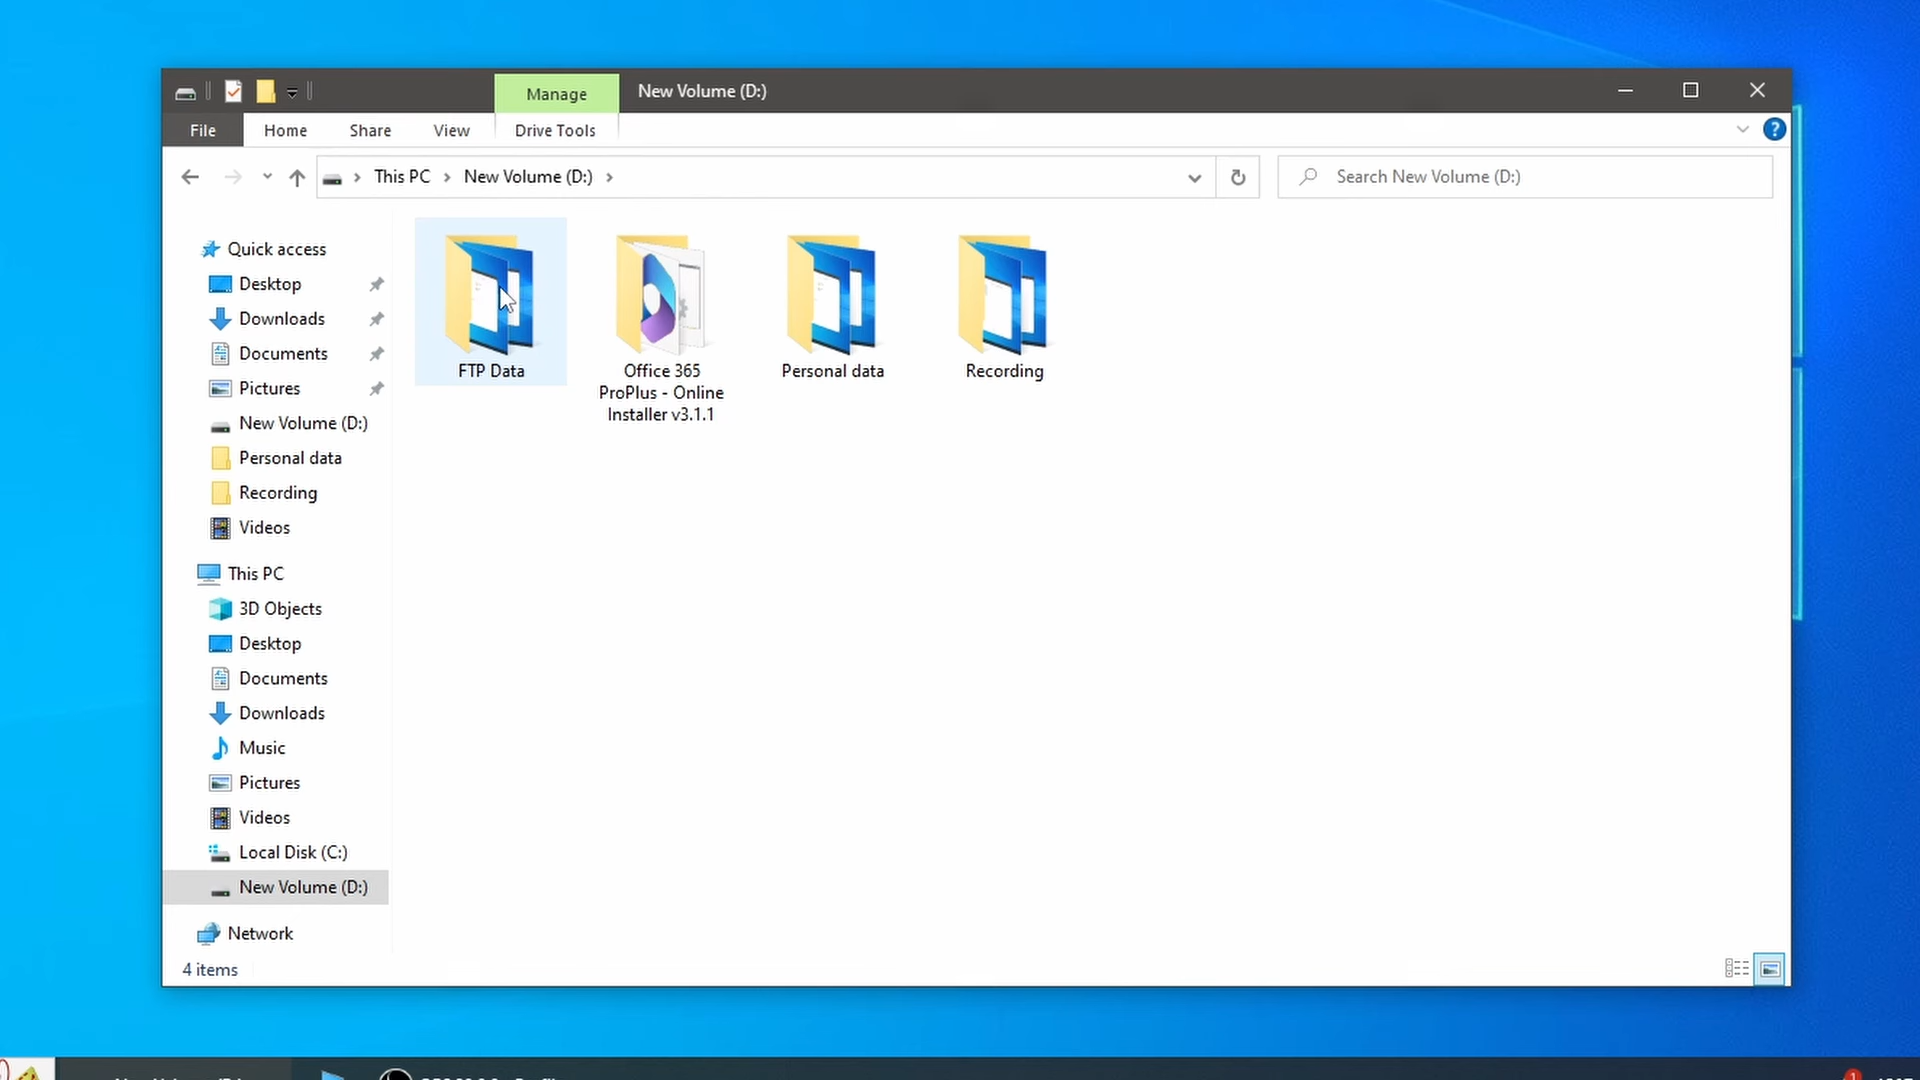 Manage
New Volume (D:)
File
Home
Share
View
Drive Tools
This PC
New Volume (D:)
Search New Volume (D:)
Quick access
Desktop
Downloads
Documents
Pictures
New Volume (D:)
Personal data
Recording
Videos
This PC
3D Objects
Desktop
Documents
Downloads
Music
Pictures
Videos
Local Disk (C:)
New Volume (D:)
Network
FTP Data
Office 365
ProPlus - Online
Installer v3.1.1
Personal data
Recording
4 items
1